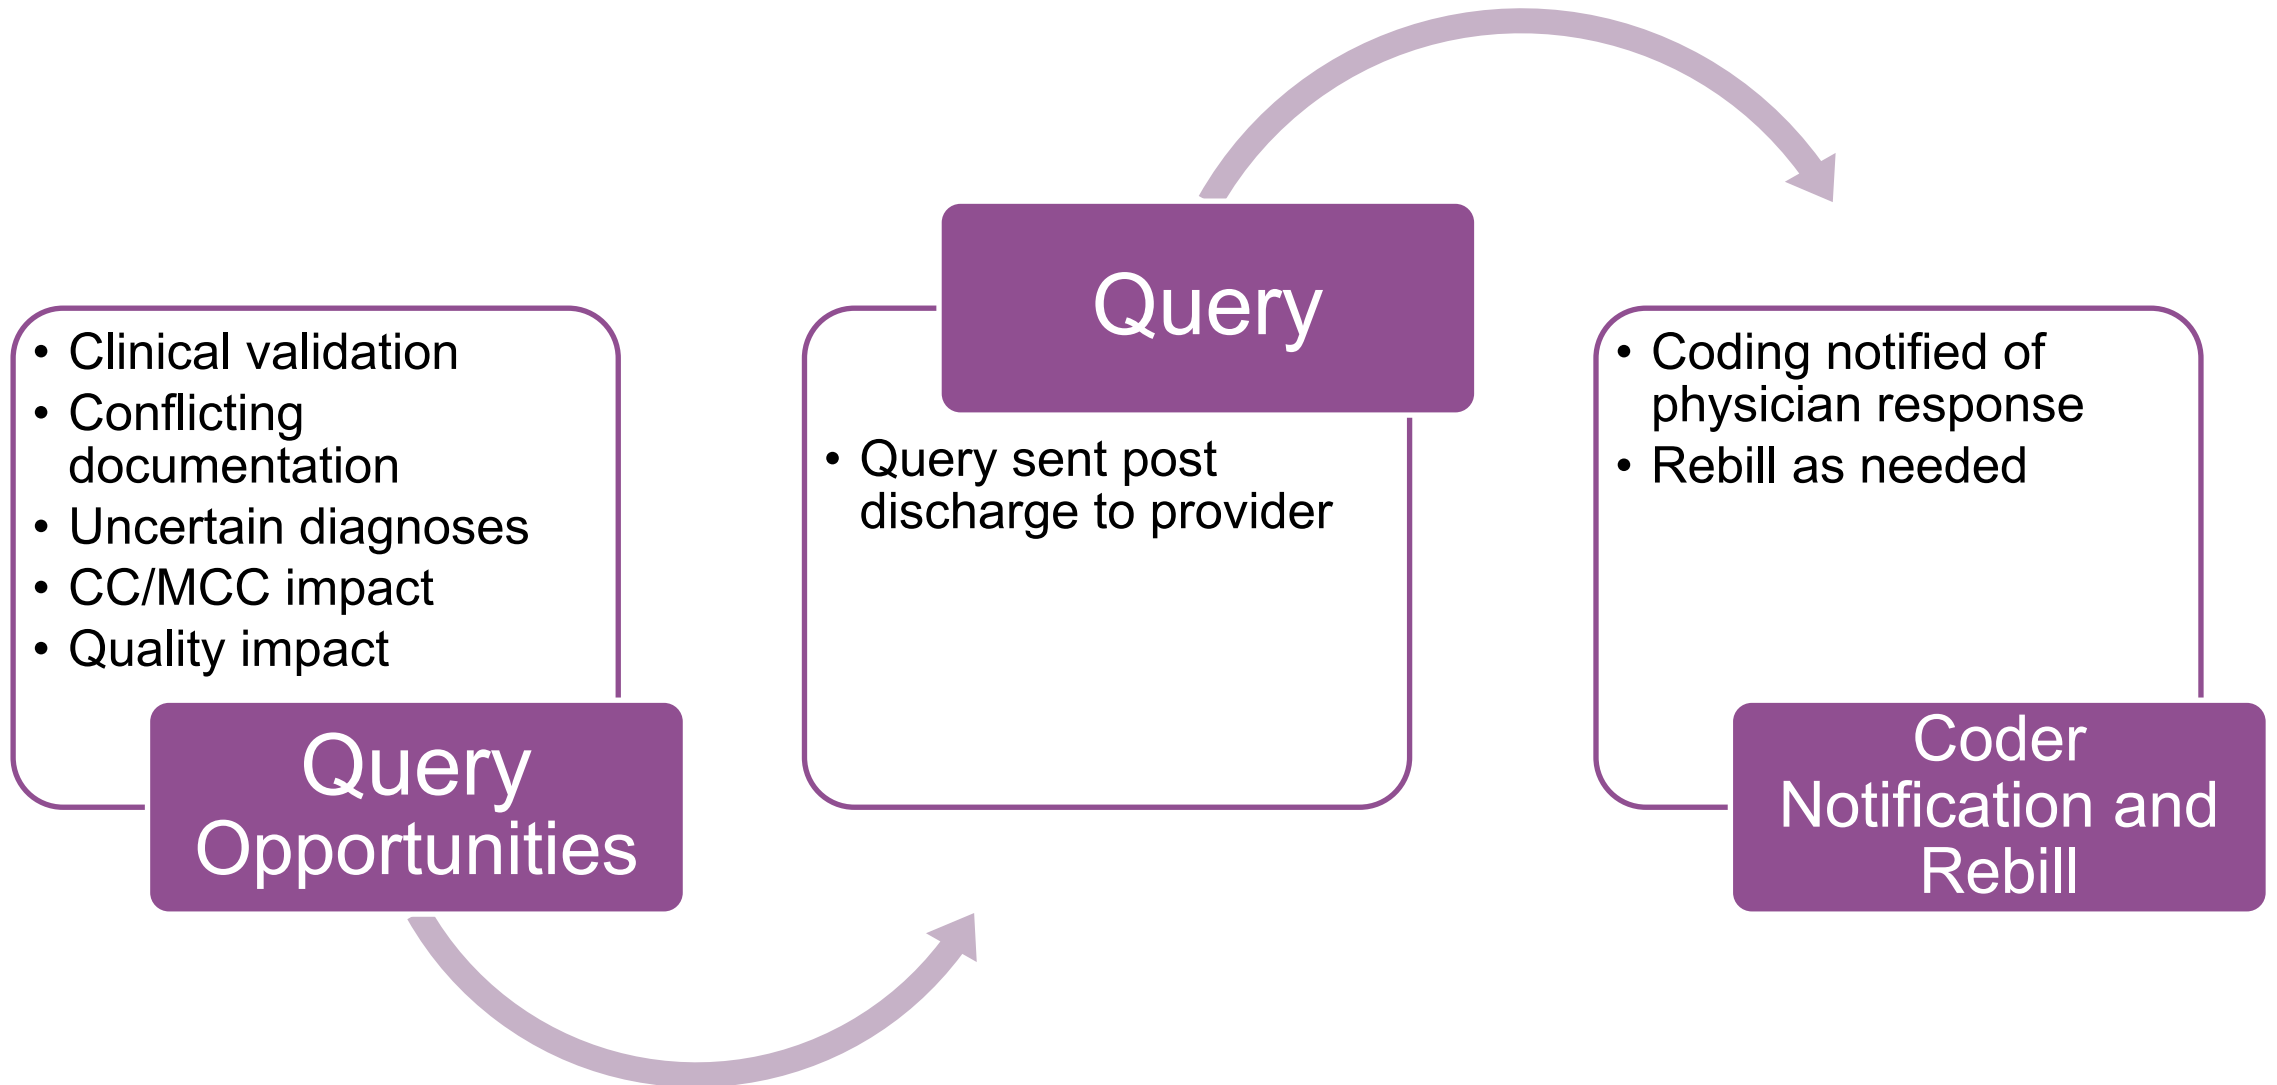 • Clinical validation
• Conflicting
documentation
• Uncertain diagnoses
• CC/MCC impact
• Quality impact
Query
Opportunities
Query
• Query sent post
discharge to provider
• Coding notified of
physician response
• Rebill as needed
Coder
Notification and
Rebill